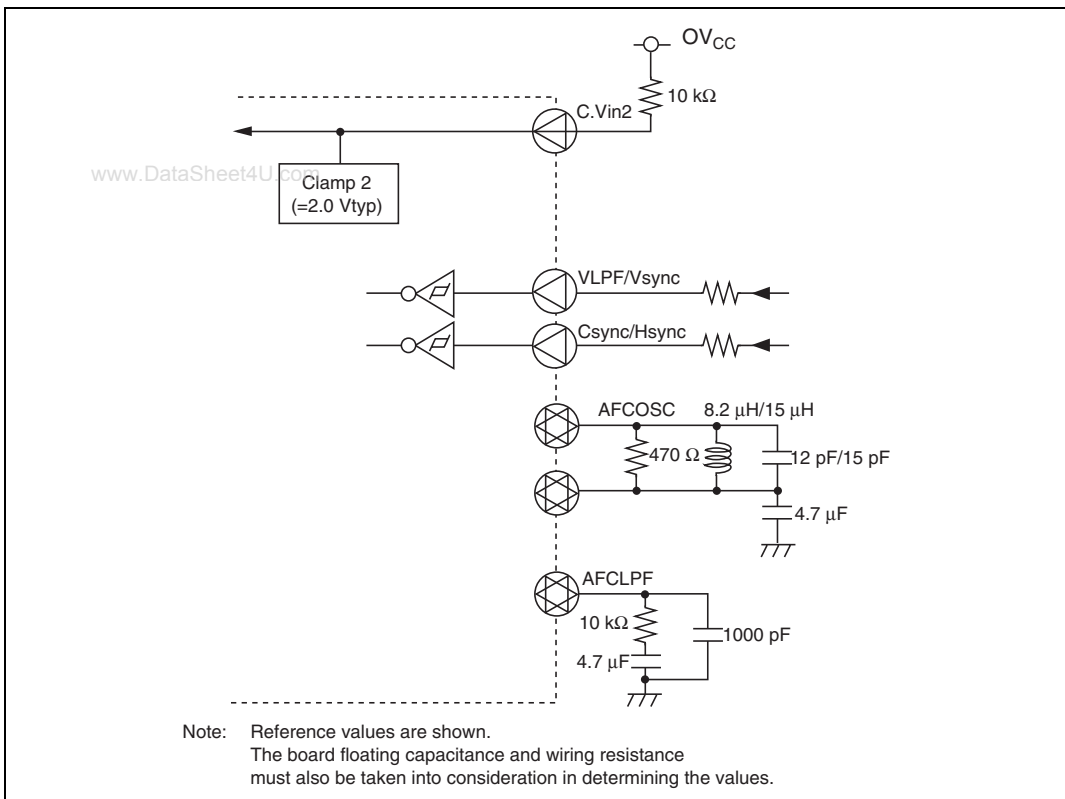 OVCC
10 kΩ
C.Vin2
www.DataSheet4U.com
Clamp 2
(=2.0 Vtyp)
VLPF/Vsync
Csync/Hsync
AFCOSC
8.2 μH/15 μH
470 Ω
12 pF/15 pF
4.7 μF
AFCLPF
10 kΩ
1000 pF
4.7 μF
Note: Reference values are shown.
The board floating capacitance and wiring resistance
must also be taken into consideration in determining the values.